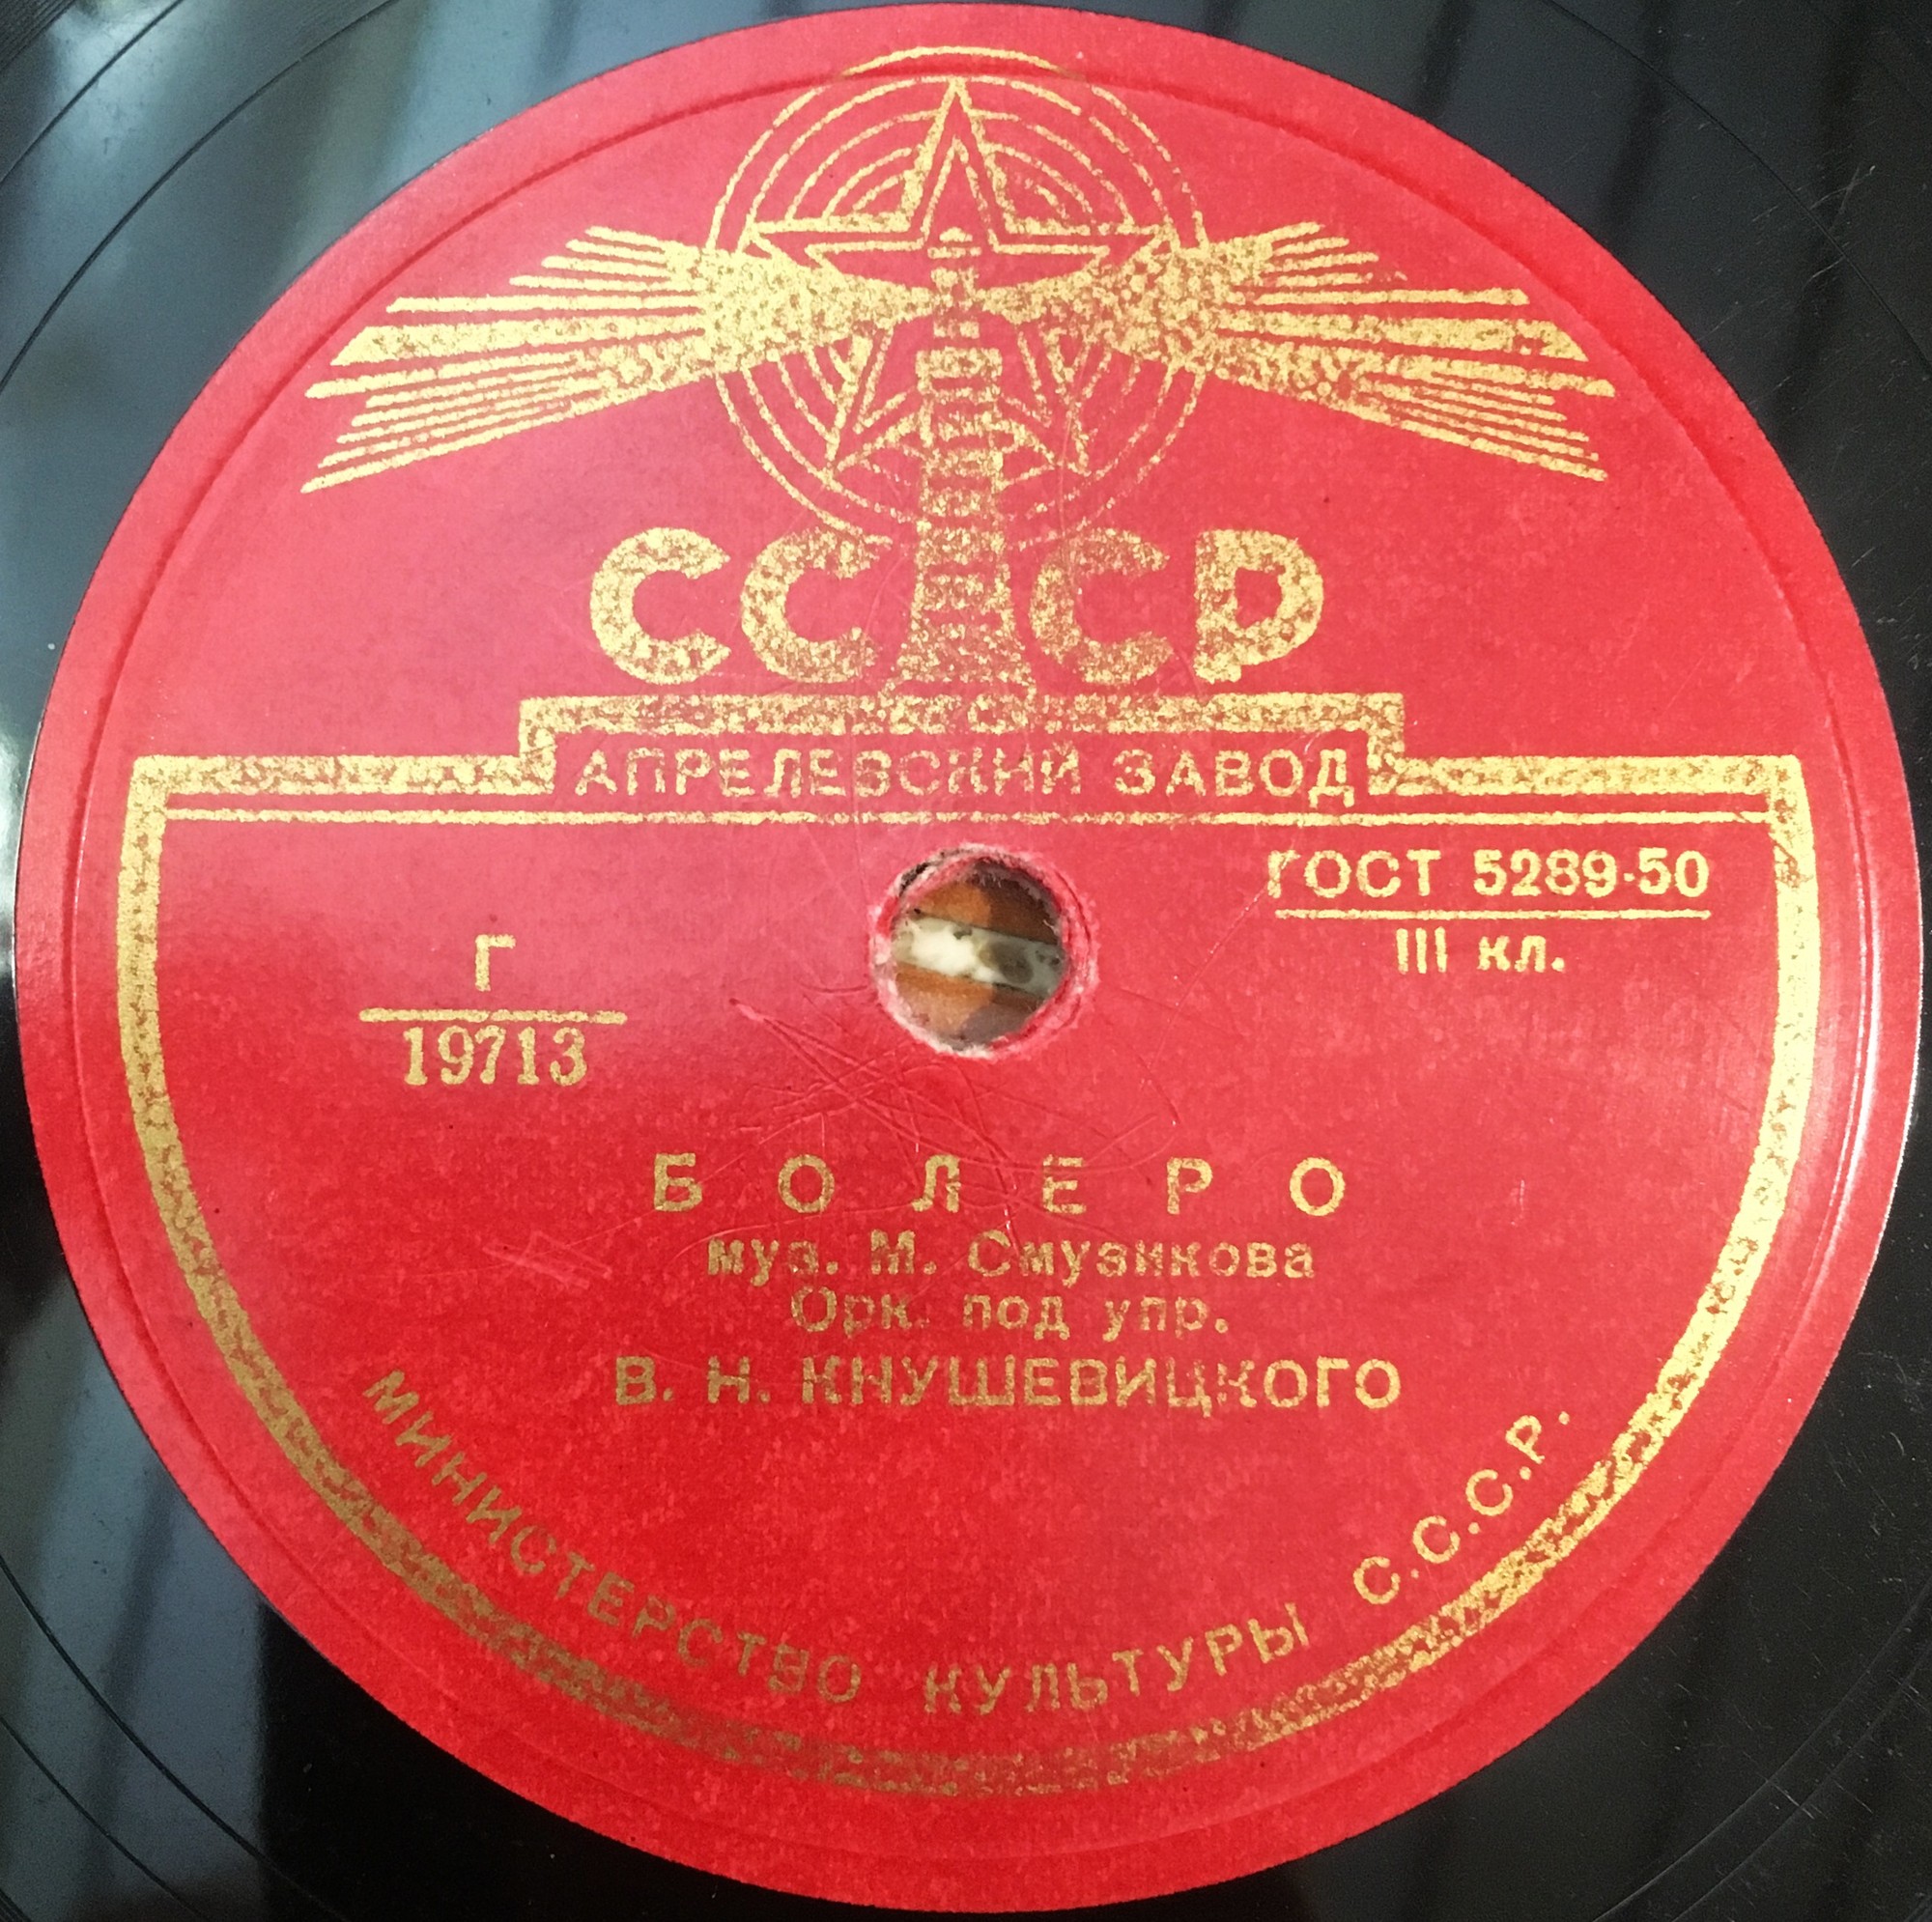 СССР
АПРЕЛЕВСКИЙ ЗАВОД
ГОСТ 5289-50
III кл.
Г
19713
БОЛЕРО
муз. М. Смузикова
Орк. под упр.
В. Н. КНУШЕВИЦКОГО
МИНИСТЕРСТВО КУЛЬТУРЫ С.С.С.Р.